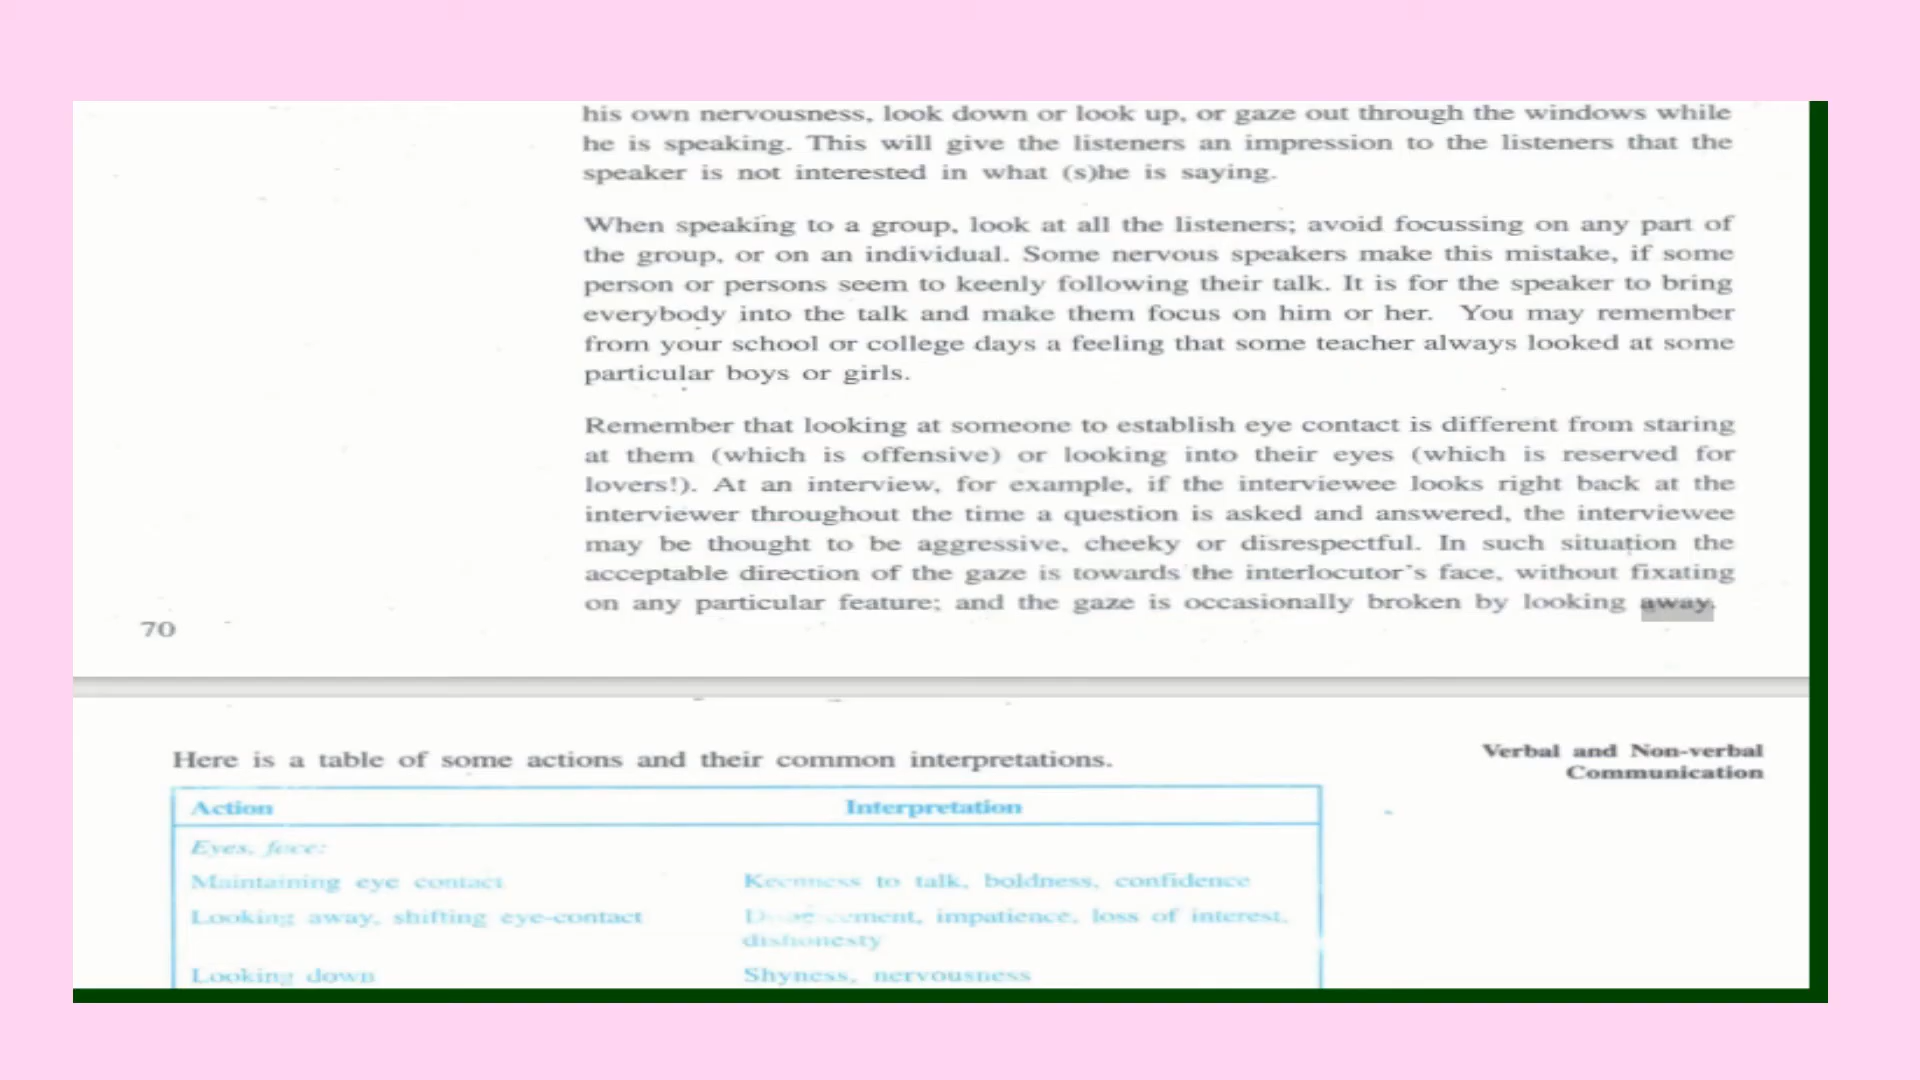 his own nervousness, look down or look up, or gaze out through the windows while
he is speaking. This will give the listeners an impression to the listeners that the
speaker is not interested in what (s)he is saying.
When speaking to a group, look at all the listeners; avoid focussing on any part of
the group, or on an individual. Some nervous speakers make this mistake, if some
person or persons seem to keenly following their talk. It is for the speaker to bring
everybody into the talk and make them focus on him or her. You may remember
from your school or college days a feeling that some teacher always looked at some
particular boys or girls.
Remember that looking at someone to establish eye contact is different from staring
at them (which is offensive) or looking into their eyes (which is reserved for
lovers!). At an interview, for example, if the interviewee looks right back at the
interviewer throughout the time a question is asked and answered, the interviewee
may be thought to be aggressive, cheeky or disrespectful. In such situation the
acceptable direction of the gaze is towards the interlocutor's face, without fixating
on any particular feature; and the gaze is occasionally broken by looking away.
70
Verbal and Non-verbal
Communication
Here is a table of some actions and their common interpretations.
Action Interpretation
Eyes, face:
Maintaining eye contact Keenness to talk, boldness, confidence
Looking away, shifting eye-contact impatience, loss of interest,
dishonesty
Looking down Shyness, nervousness